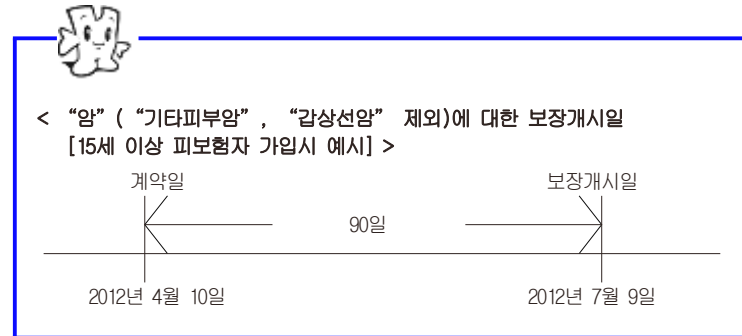 < “암” ( “기타피부암” , “갑상선암” 제외)에 대한 보장개시일
[15세 이상 피보험자 가입시 예시] >
계약일 보장개시일
90일
2012년 4월 10일 2012년 7월 9일